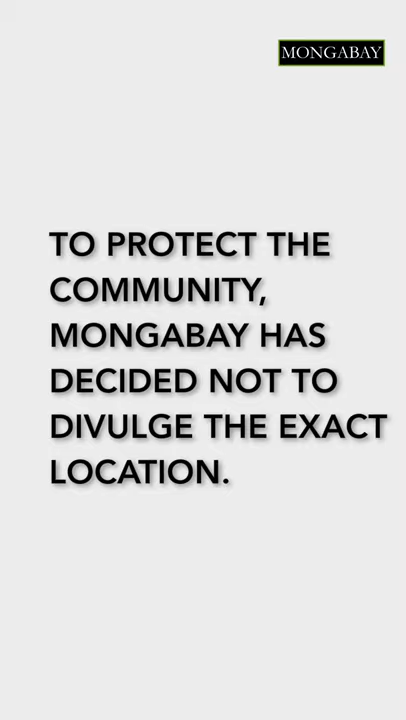 MONGABAY
TO PROTECT THE
COMMUNITY,
MONGABAY HAS
DECIDED NOT TO
DIVULGE THE EXACT
LOCATION.